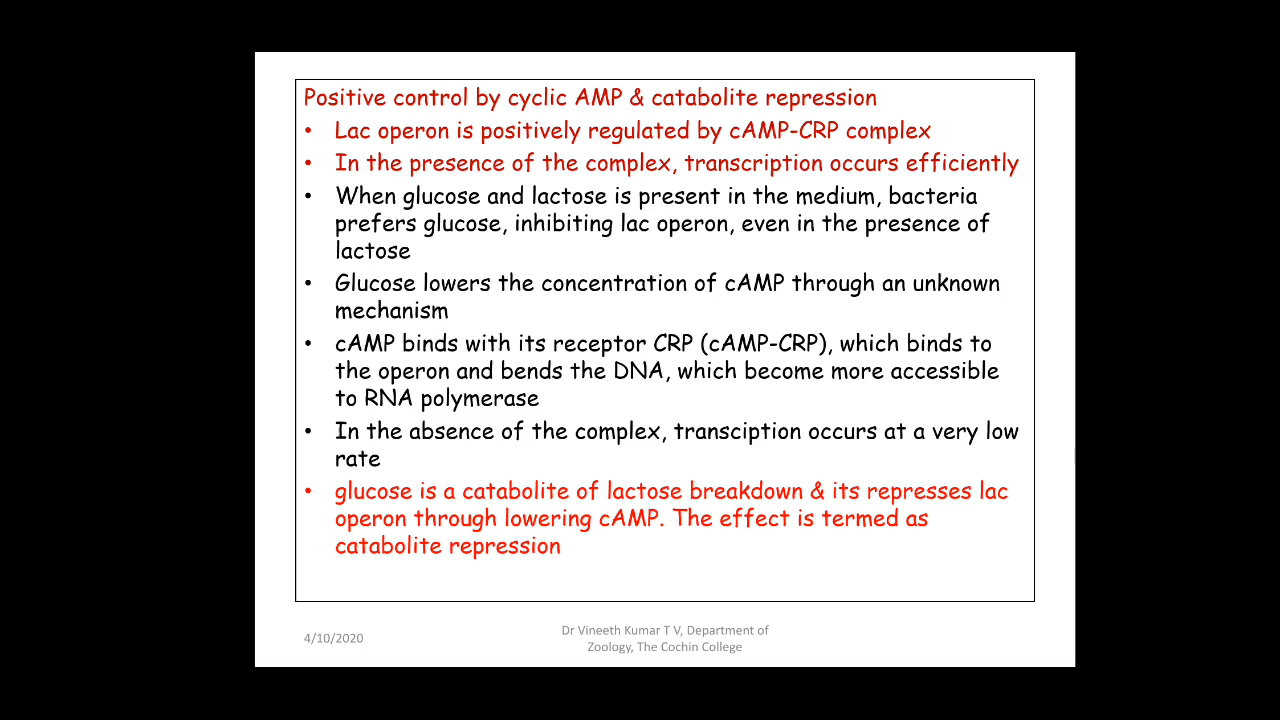 Positive control by cyclic AMP & catabolite repression
• Lac operon is positively regulated by cAMP-CRP complex
• In the presence of the complex, transcription occurs efficiently
• When glucose and lactose is present in the medium, bacteria
prefers glucose, inhibiting lac operon, even in the presence of
lactose
• Glucose lowers the concentration of cAMP through an unknown
mechanism
• cAMP binds with its receptor CRP (cAMP-CRP), which binds to
the operon and bends the DNA, which become more accessible
to RNA polymerase
• In the absence of the complex, transciption occurs at a very low
rate
• glucose is a catabolite of lactose breakdown & its represses lac
operon through lowering cAMP. The effect is termed as
catabolite repression
4/10/2020
Dr Vineeth Kumar T V, Department of
Zoology, The Cochin College